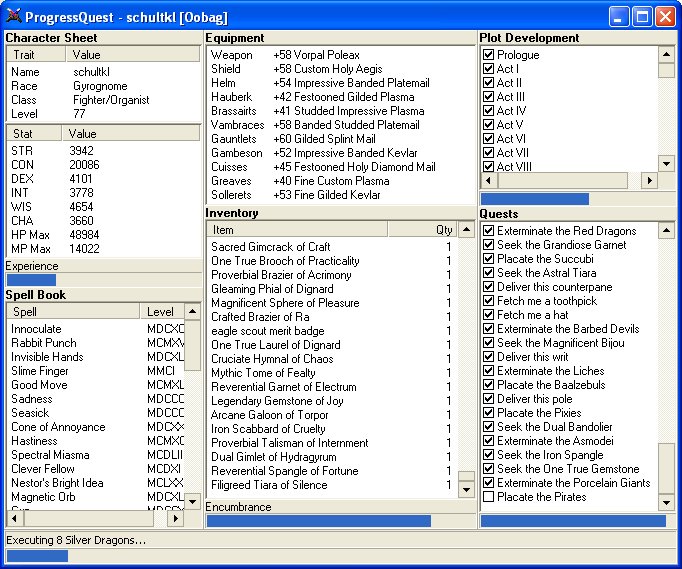 ProgressQuest - schultkl [Oobag]
Character Sheet
Trait Value
Name schultkl
Race Gyrognome
Class Fighter/Organist
Level 77
Stat Value
STR 3942
CON 20086
DEX 4101
INT 3778
WIS 4654
CHA 3660
HP Max 48984
MP Max 14022
Experience
Spell Book
Spell Level
Innoculate MDCXC
Rabbit Punch MCMXV
Invisible Hands MDCXL
Slime Finger MMCI
Good Move MCMXL
Sadness MDCCC
Seasick MDCCC
Cone of Annoyance MDCXX
Hastiness MCMXC
Spectral Miasma MCDLII
Clever Fellow MCDXI
Nestor's Bright Idea MCLXX
Magnetic Orb MDCXL
Equipment
Weapon +58 Vorpal Poleax
Shield +58 Custom Holy Aegis
Helm +54 Impressive Banded Platemail
Hauberk +42 Festooned Gilded Plasma
Brassairts +41 Studded Impressive Plasma
Vambraces +58 Banded Studded Platemail
Gauntlets +60 Gilded Splint Mail
Gambeson +52 Impressive Banded Kevlar
Cuisses +45 Festooned Holy Diamond Mail
Greaves +40 Fine Custom Plasma
Sollerets +53 Fine Gilded Kevlar
Inventory
Item Qty
Sacred Gimcrack of Craft 1
One True Brooch of Practicality 1
Proverbial Brazier of Acrimony 1
Gleaming Phial of Dignard 1
Magnificent Sphere of Pleasure 1
Crafted Brazier of Ra 1
eagle scout merit badge 1
One True Laurel of Dignard 1
Cruciate Hymnal of Chaos 1
Mythic Tome of Fealty 1
Reverential Garnet of Electrum 1
Legendary Gemstone of Joy 1
Arcane Galoon of Torpor 1
Iron Scabbard of Cruelty 1
Proverbial Talisman of Internment 1
Dual Gimlet of Hydragyrum 1
Reverential Spangle of Fortune 1
Filigreed Tiara of Silence 1
Encumbrance
Plot Development
Prologue
Act I
Act II
Act III
Act IV
Act V
Act VI
Act VII
Act VIII
Quests
Exterminate the Red Dragons
Seek the Grandiose Garnet
Placate the Succubi
Seek the Astral Tiara
Deliver this counterpane
Fetch me a toothpick
Fetch me a hat
Exterminate the Barbed Devils
Seek the Magnificent Bijou
Deliver this writ
Exterminate the Liches
Placate the Baalzebuls
Deliver this pole
Placate the Pixies
Seek the Dual Bandolier
Exterminate the Asmodei
Seek the Iron Spangle
Seek the One True Gemstone
Exterminate the Porcelain Giants
Placate the Pirates
Executing 8 Silver Dragons...